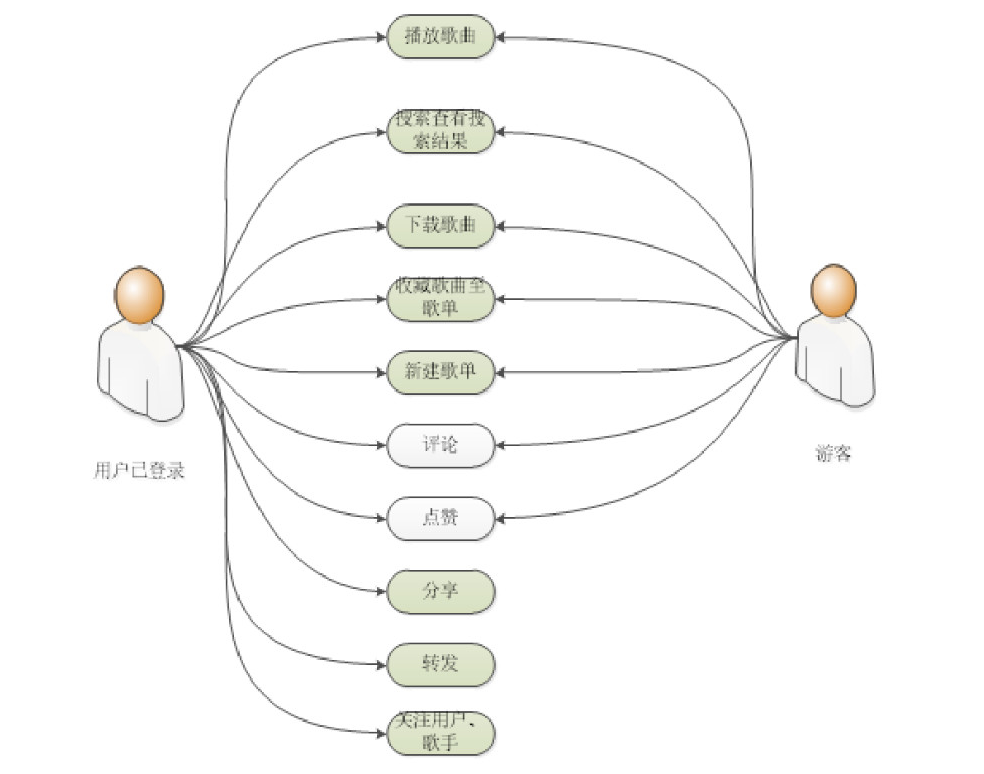 播放歌曲
搜索查看搜
索结果
下载歌曲
收藏歌曲至
歌单
新建歌单
评论
用户已登录
游客
点赞
分享
转发
关注用户、
歌手